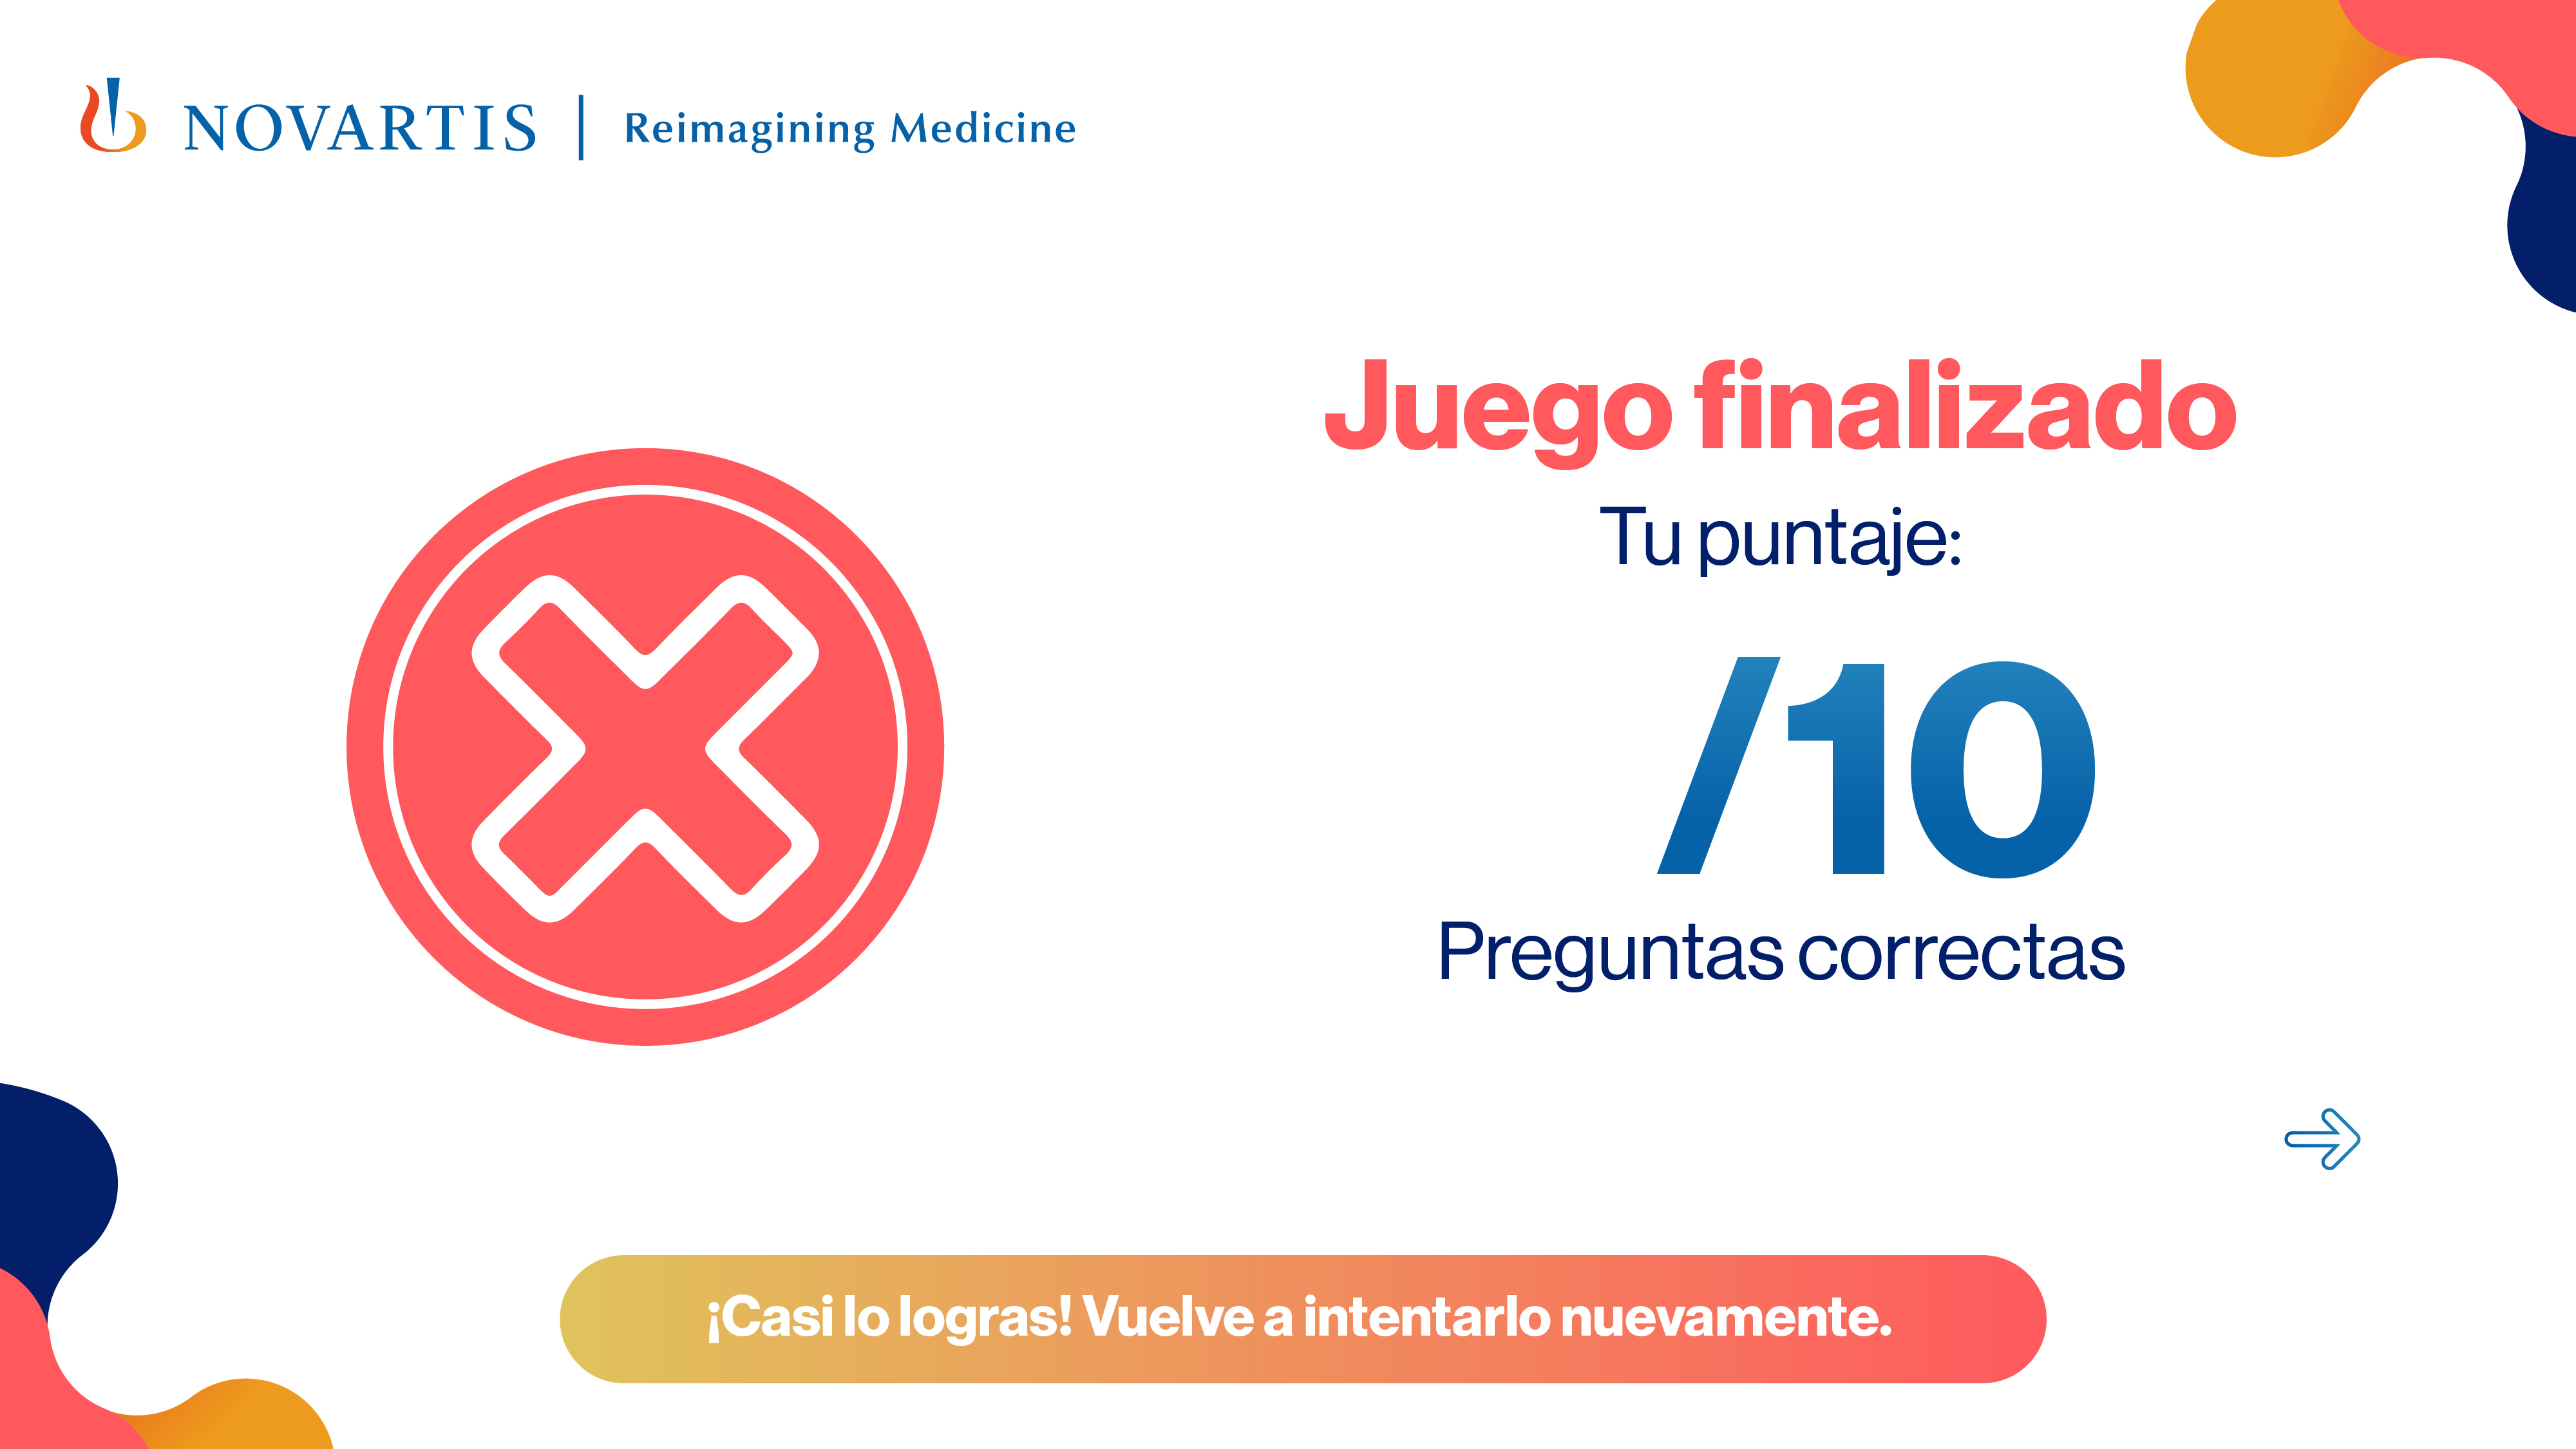 NOVARTIS | Reimagining Medicine
Juego finalizado
Tu puntaje:
/10
Preguntas correctas
¡Casi lo logras! Vuelve a intentarlo nuevamente.